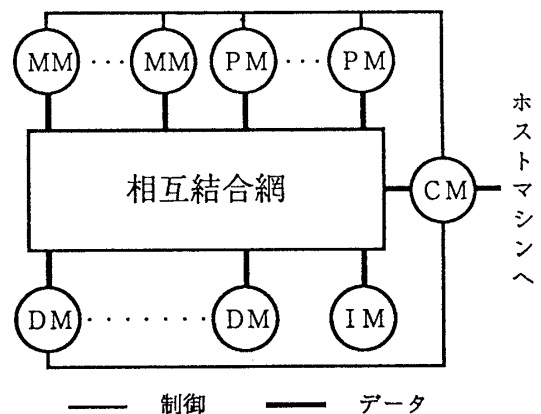 MM ··· MM PM ··· PM
相互結合網
CM
ホストマシンへ
DM ······· DM IM
制御 データ